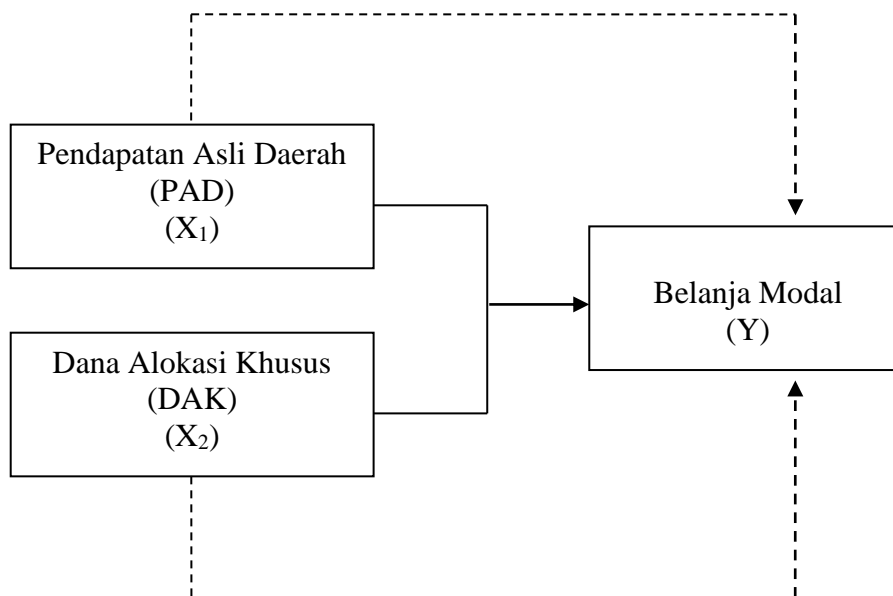 Pendapatan Asli Daerah
(PAD)
(X₁)
Belanja Modal
(Y)
Dana Alokasi Khusus
(DAK)
(X₂)